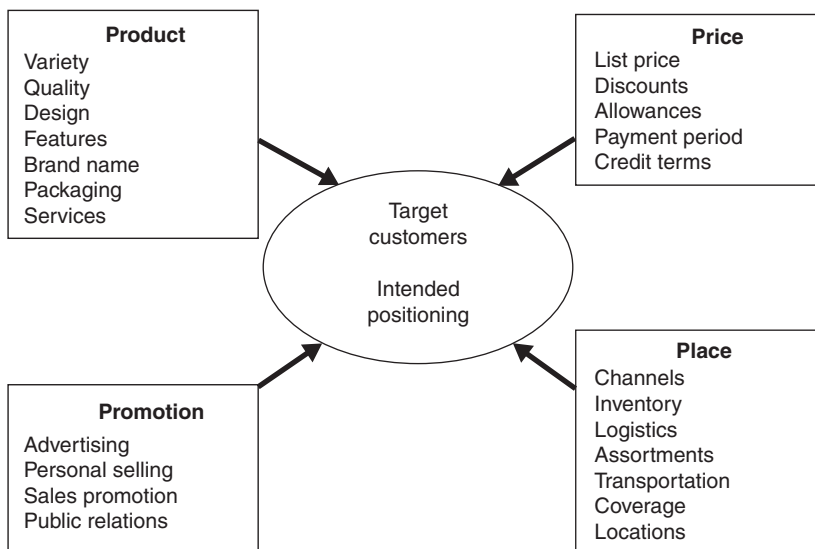 Product
Variety
Quality
Design
Features
Brand name
Packaging
Services
Price
List price
Discounts
Allowances
Payment period
Credit terms
Target
customers
Intended
positioning
Promotion
Advertising
Personal selling
Sales promotion
Public relations
Place
Channels
Inventory
Logistics
Assortments
Transportation
Coverage
Locations